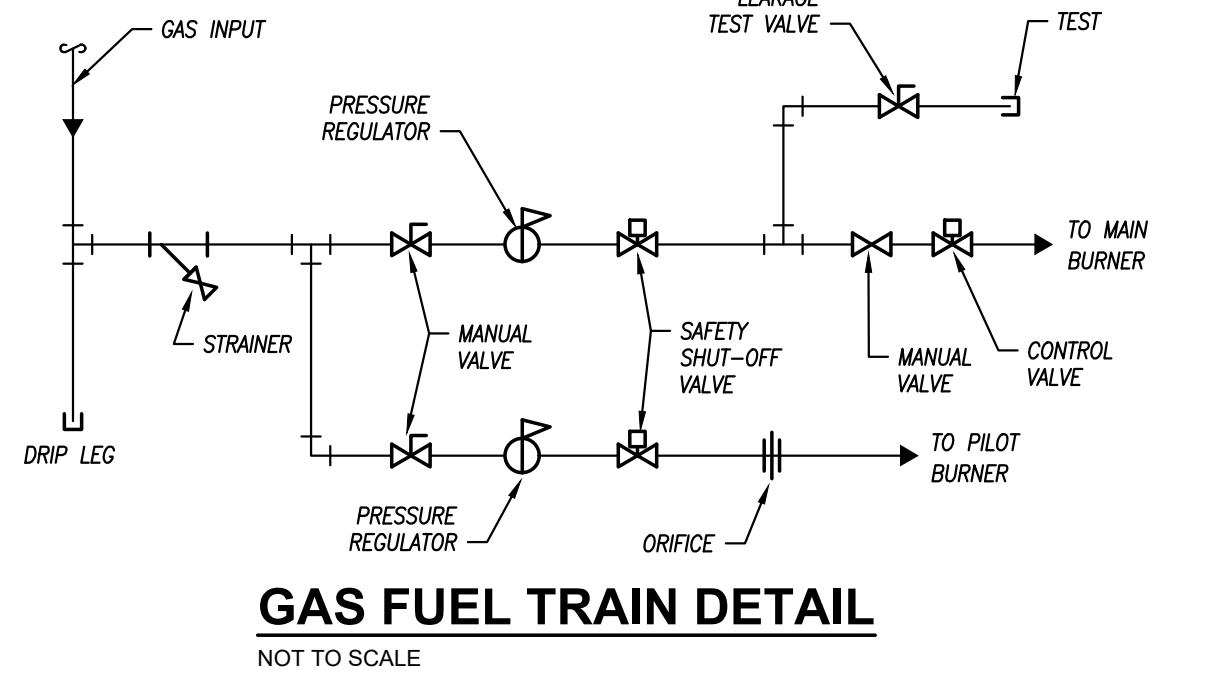 GAS INPUT
LEAKAGE
TEST VALVE
TEST
PRESSURE
REGULATOR
TO MAIN
BURNER
STRAINER
MANUAL
VALVE
SAFETY
SHUT-OFF
VALVE
MANUAL
VALVE
CONTROL
VALVE
DRIP LEG
TO PILOT
BURNER
PRESSURE
REGULATOR
ORIFICE
GAS FUEL TRAIN DETAIL
NOT TO SCALE